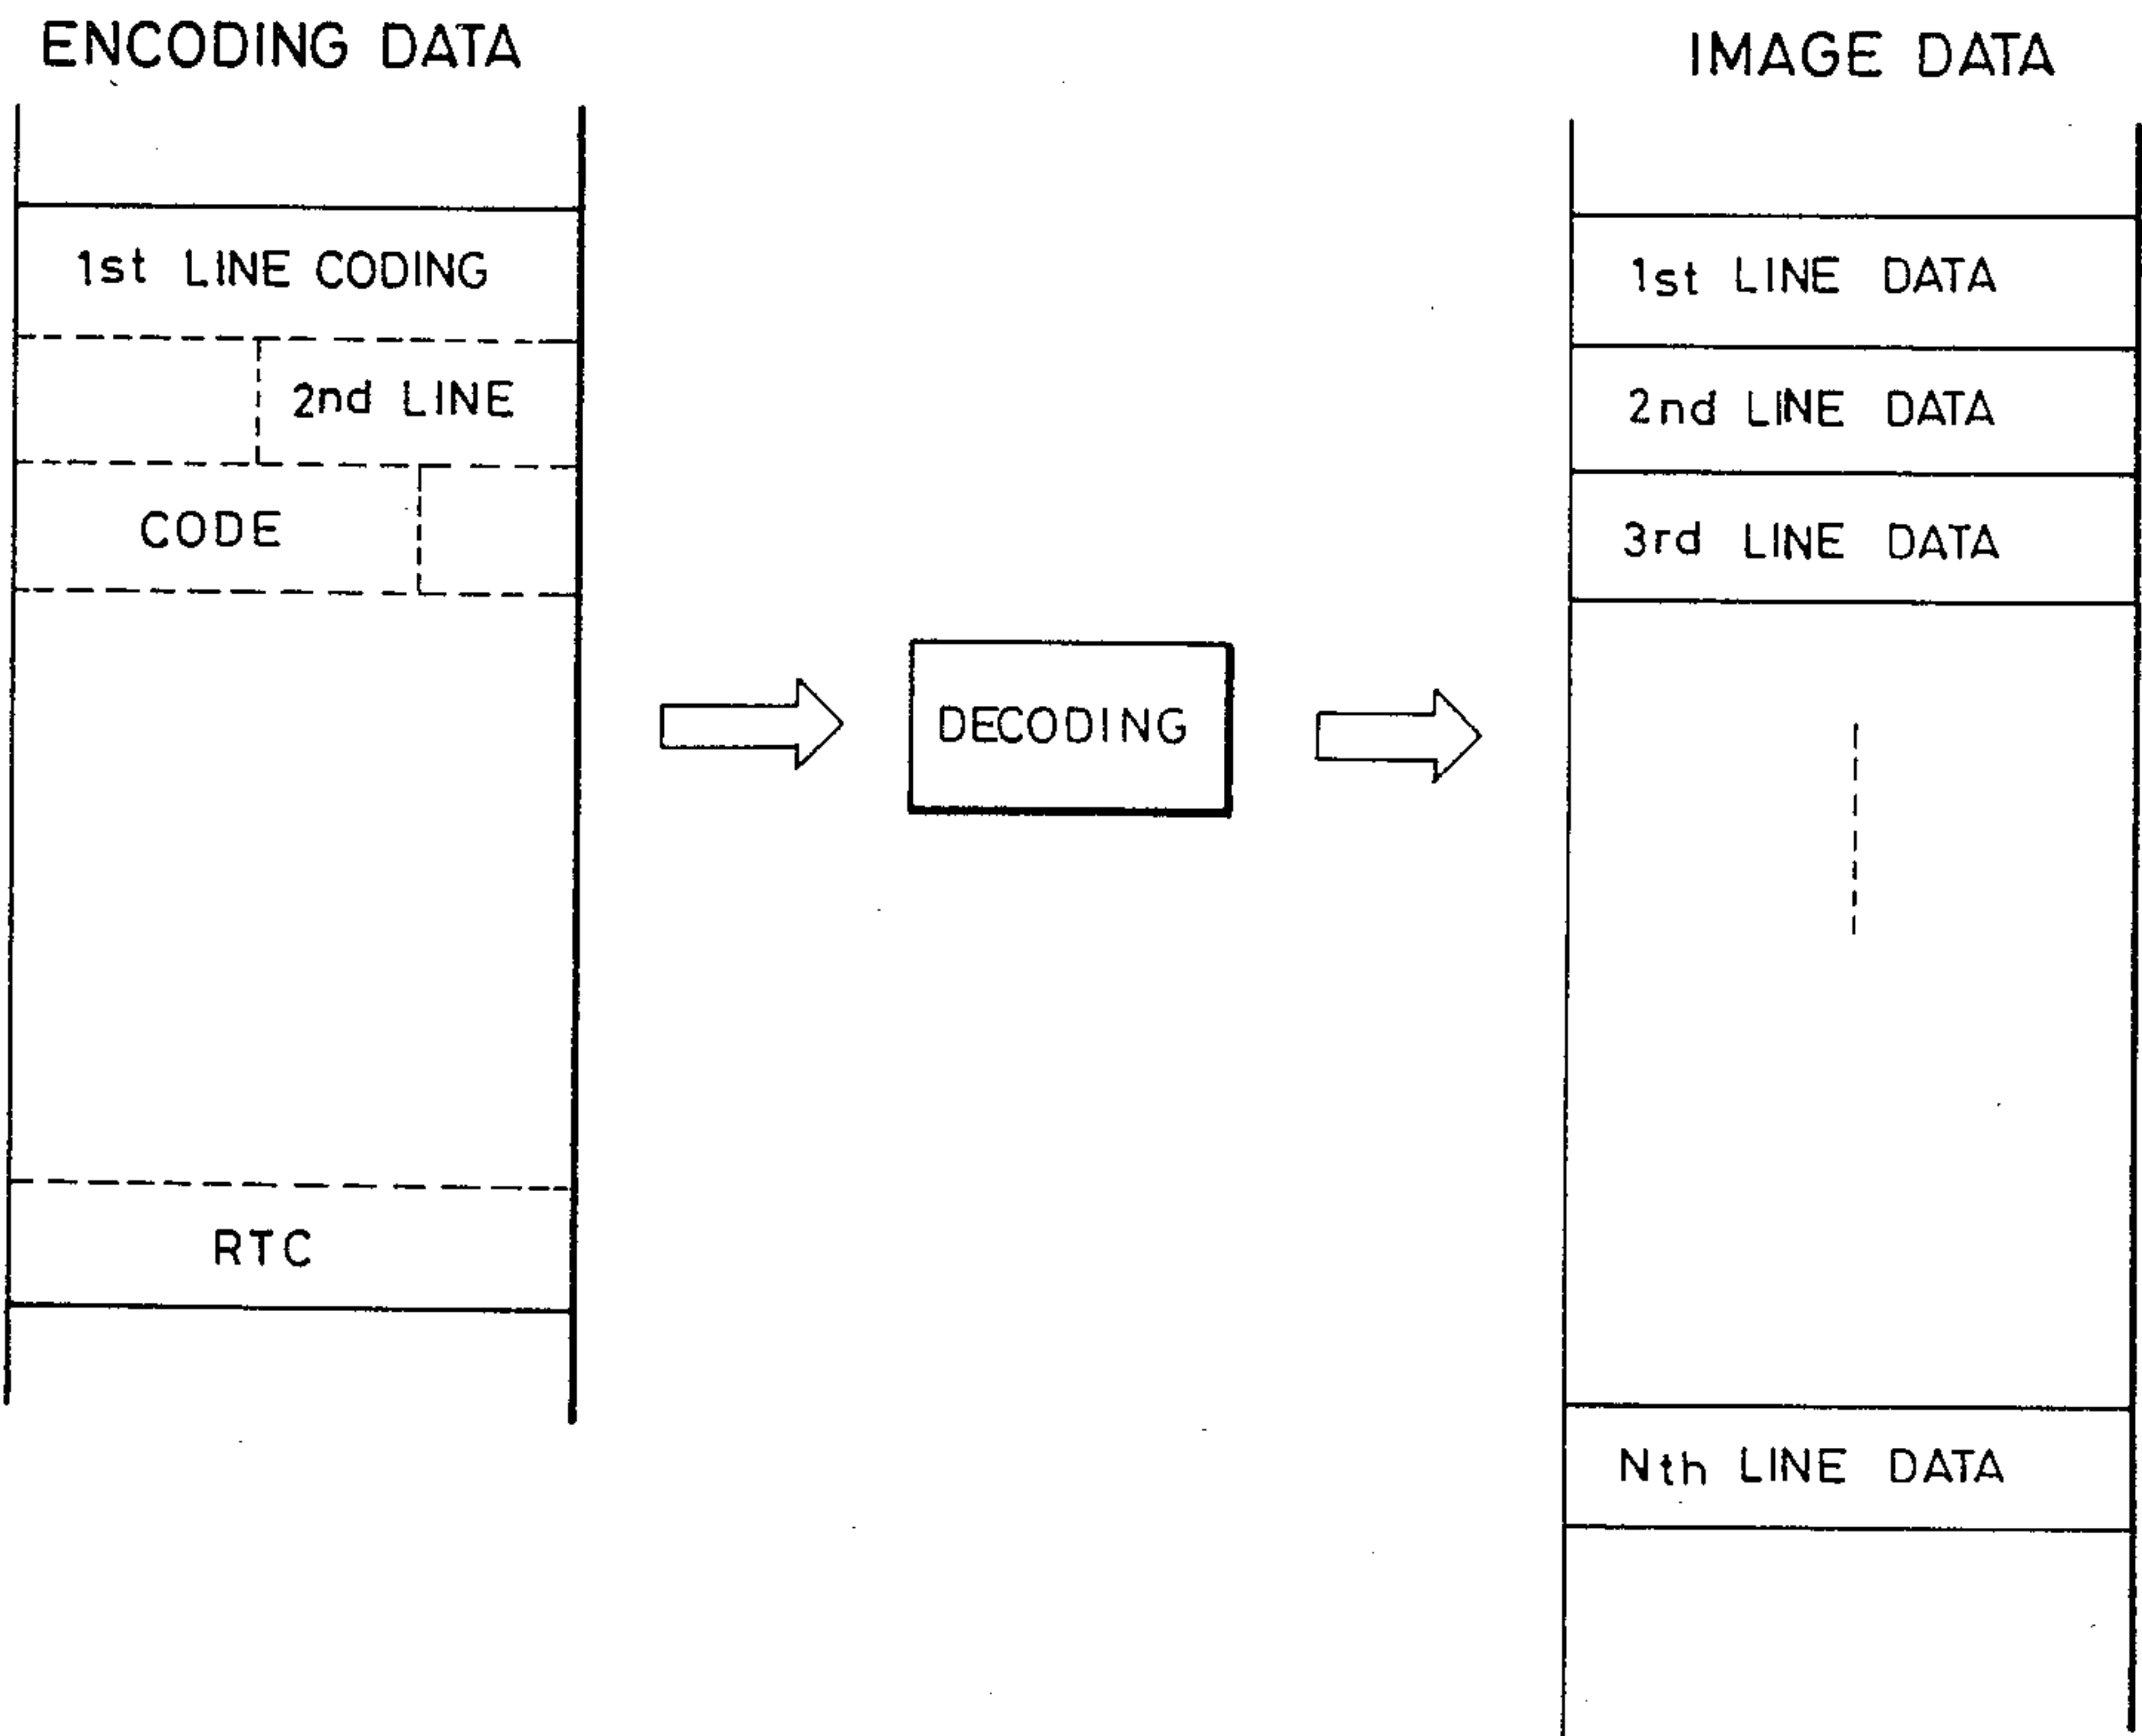 ENCODING DATA
1st LINE CODING
2nd LINE
CODE
RTC
DECODING
IMAGE DATA
1st LINE DATA
2nd LINE DATA
3rd LINE DATA
Nth LINE DATA